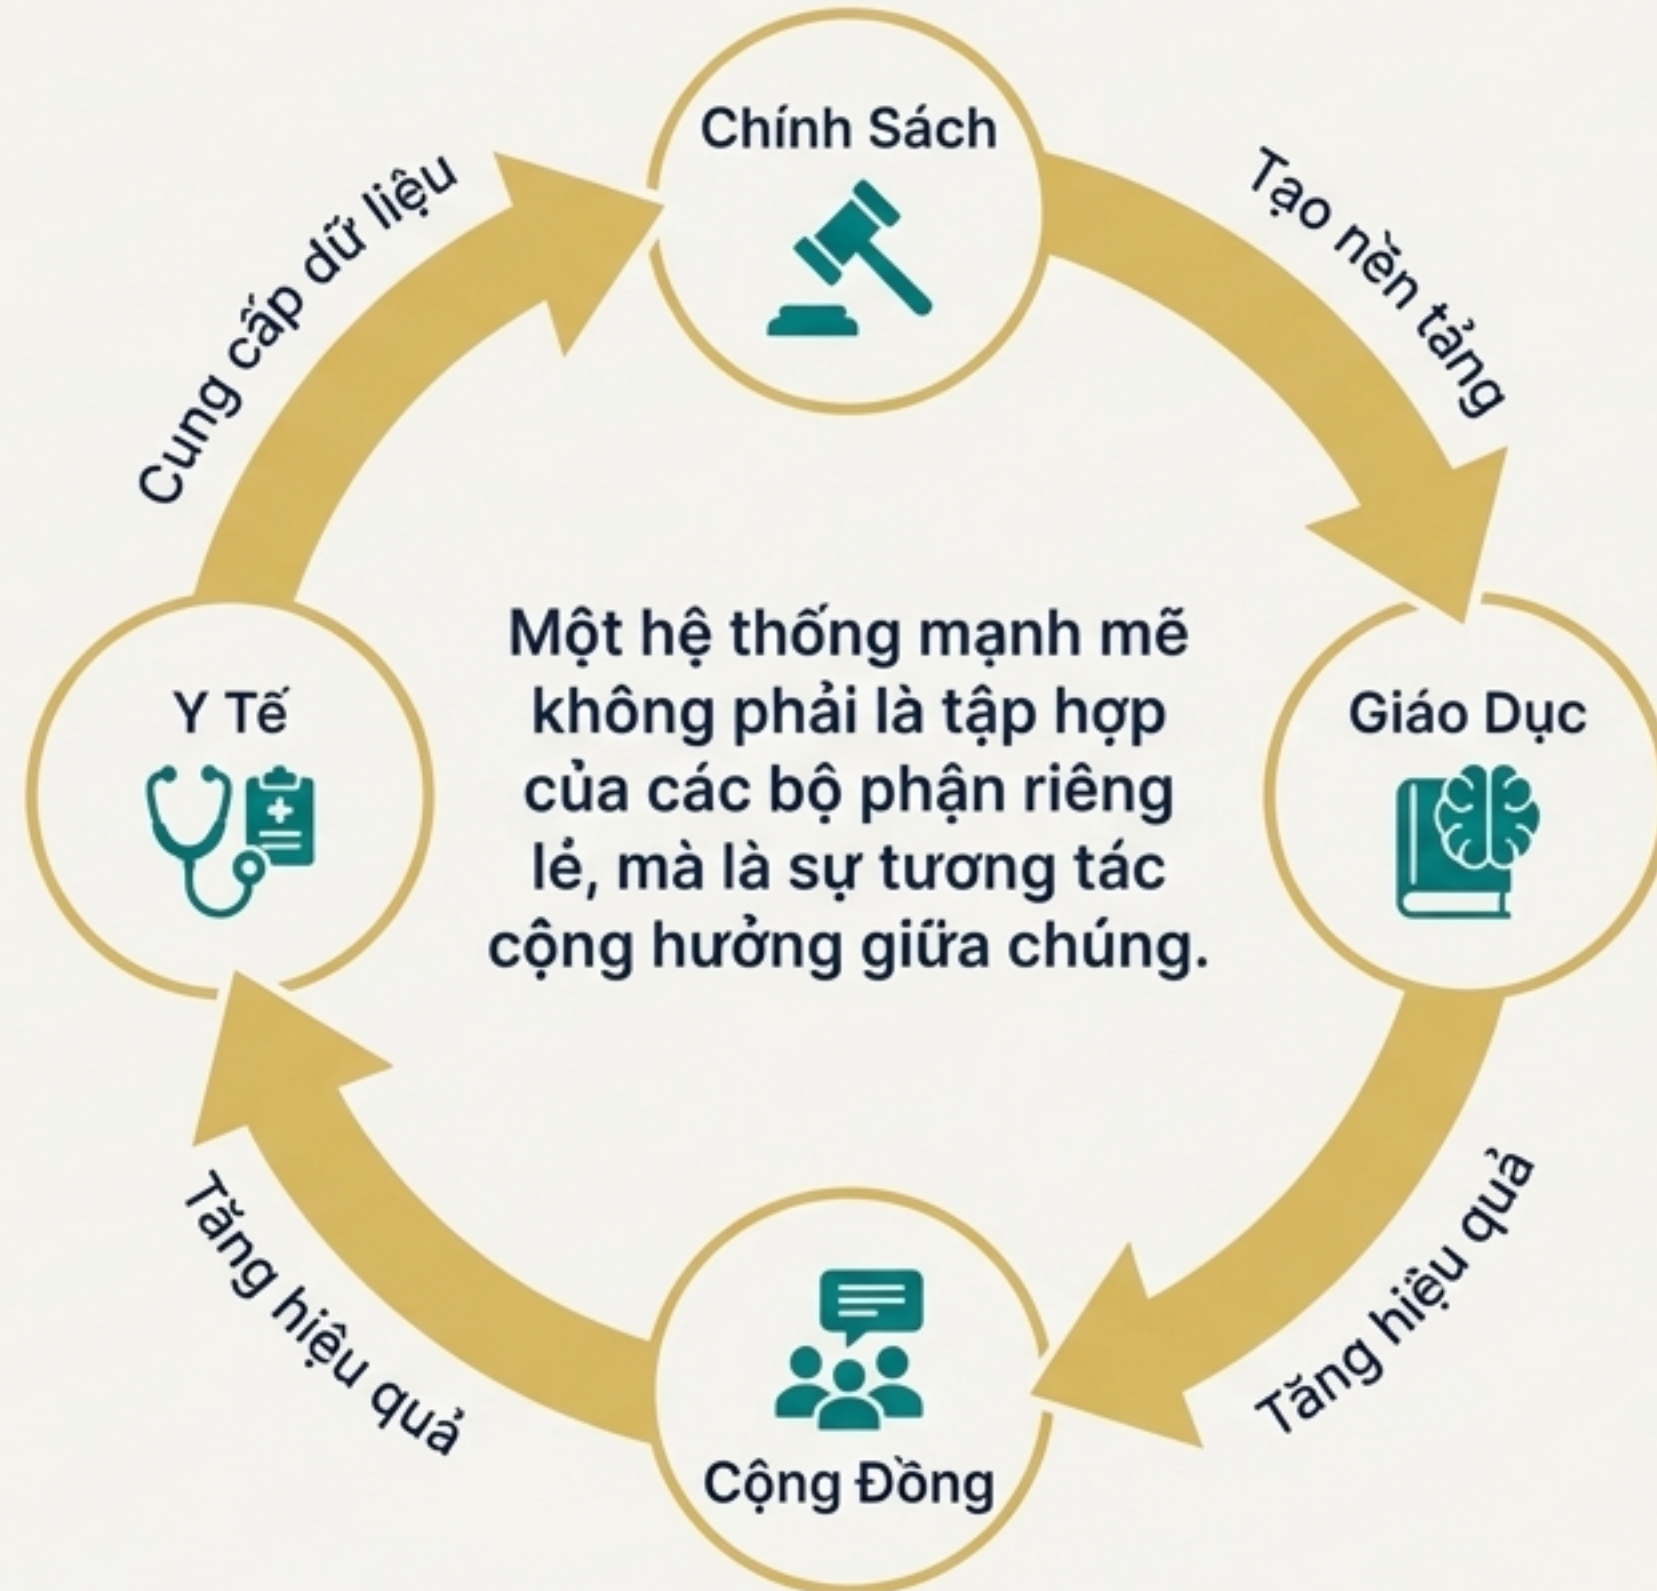 Chính Sách
Tạo nền tảng
Giáo Dục
Tăng hiệu quả
Cộng Đồng
Tăng hiệu quả
Y Tế
Cung cấp dữ liệu
Một hệ thống mạnh mẽ
không phải là tập hợp
của các bộ phận riêng
lẻ, mà là sự tương tác
cộng hưởng giữa chúng.